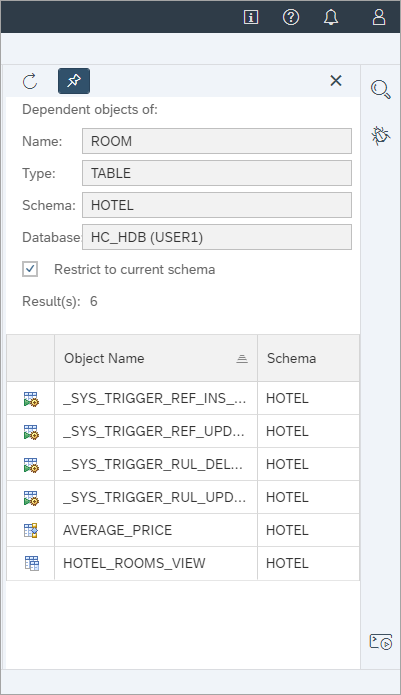 Dependent objects of:
Name: ROOM
Type: TABLE
Schema: HOTEL
Database: HC_HDB (USER1)
Restrict to current schema
Result(s): 6
Object Name Schema
_SYS_TRIGGER_REF_INS_... HOTEL
_SYS_TRIGGER_REF_UPD... HOTEL
_SYS_TRIGGER_RUL_DEL... HOTEL
_SYS_TRIGGER_RUL_UPD... HOTEL
AVERAGE_PRICE HOTEL
HOTEL_ROOMS_VIEW HOTEL